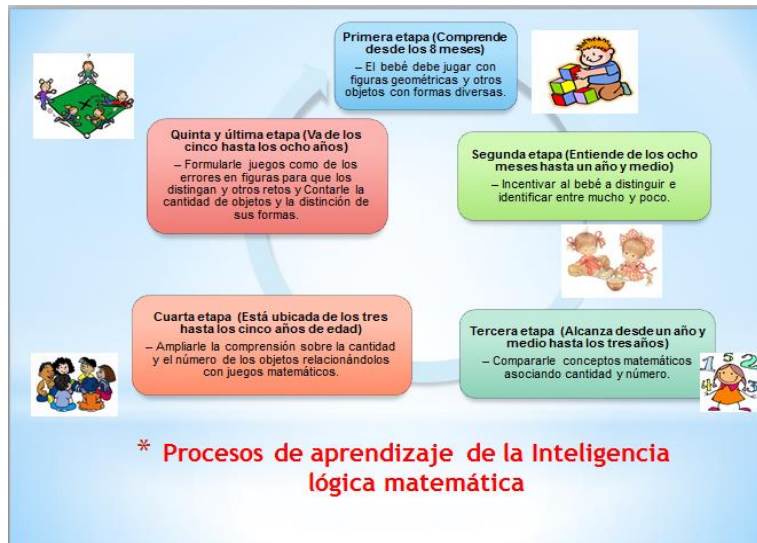 Primera etapa (Comprende
desde los 8 meses)
– El bebé debe jugar con
figuras geométricas y otros
objetos con formas diversas.
Segunda etapa (Entiende de los ocho
meses hasta un año y medio)
– Incentivar al bebé a distinguir e
identificar entre mucho y poco.
Tercera etapa (Alcanza desde un año y
medio hasta los tres años)
– Compararle conceptos matemáticos
asociando cantidad y número.
1 5 2
4 3
Cuarta etapa (Está ubicada de los tres
hasta los cinco años de edad)
– Ampliarle la comprensión sobre la cantidad
y el número de los objetos relacionándolos
con juegos matemáticos.
Quinta y última etapa (Va de los
cinco hasta los ocho años)
– Formularle juegos como de los
errores en figuras para que los
distingan y otros retos y Contarle la
cantidad de objetos y la distinción de
sus formas.
* Procesos de aprendizaje de la Inteligencia
lógica matemática